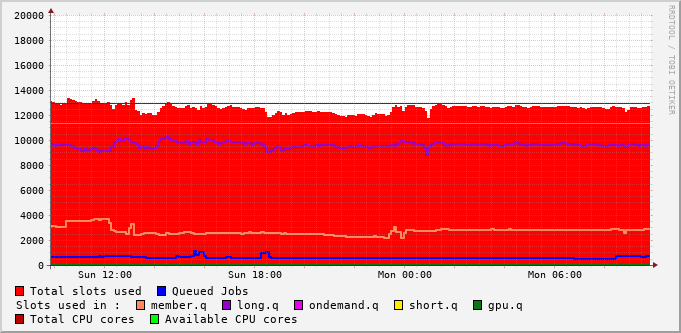 20000
18000
16000
14000
12000
10000
8000
6000
4000
2000
0
Sun 12:00 Sun 18:00 Mon 00:00 Mon 06:00
RRDTOOL / TOBI OETIKER
Total slots used Queued Jobs
Slots used in : member.q long.q ondemand.q short.q gpu.q
Total CPU cores Available CPU cores